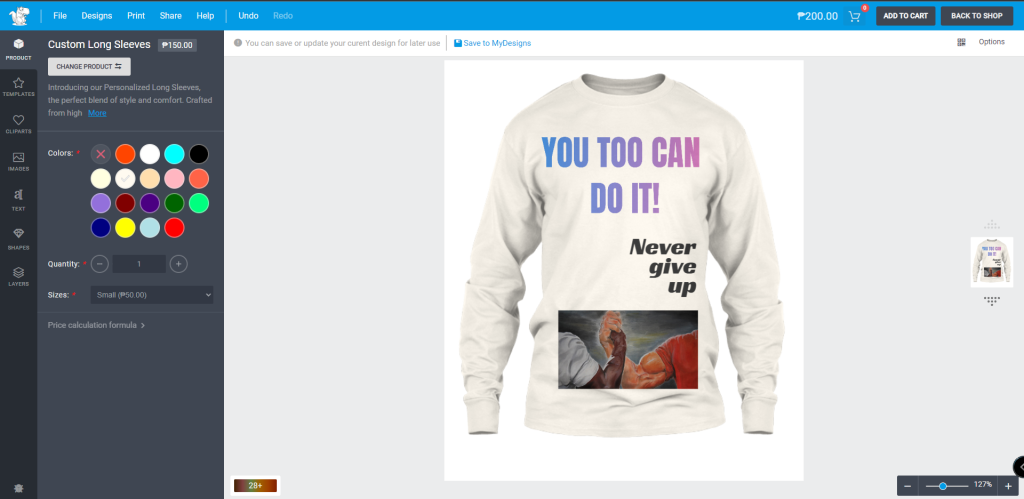 File Designs Print Share Help Undo Redo ₱200.00 0 ADD TO CART BACK TO SHOP
PRODUCT
TEMPLATES
CLIPARTS
IMAGES
TEXT
SHAPES
LAYERS
Custom Long Sleeves ₱150.00
CHANGE PRODUCT
Introducing our Personalized Long Sleeves,
the perfect blend of style and comfort. Crafted
from high More
Colors: *
Quantity: * − 1 +
Sizes: * Small (₱50.00)
Price calculation formula >
You can save or update your curent design for later use Save to MyDesigns Options
YOU TOO CAN
DO IT!
Never
give
up
YOU TOO CAN
DO IT!
Never
give
up
28+
− 127% +